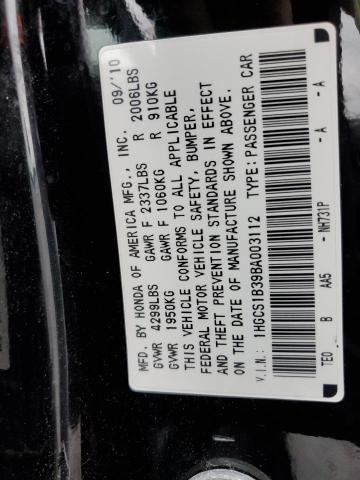 MFD. BY HONDA OF AMERICA MFG., INC. 09/'10
GVWR 4299LBS GAWR F 2337LBS R 2006LBS
GVWR 1950KG GAWR F 1060KG R 910KG
THIS VEHICLE CONFORMS TO ALL APPLICABLE
FEDERAL MOTOR VEHICLE SAFETY, BUMPER,
AND THEFT PREVENTION STANDARDS IN EFFECT
ON THE DATE OF MANUFACTURE SHOWN ABOVE.
V.I.N.: 1HGCS1B39BA003112 TYPE:PASSENGER CAR
TE0 B AA5 -NH731P -A -A